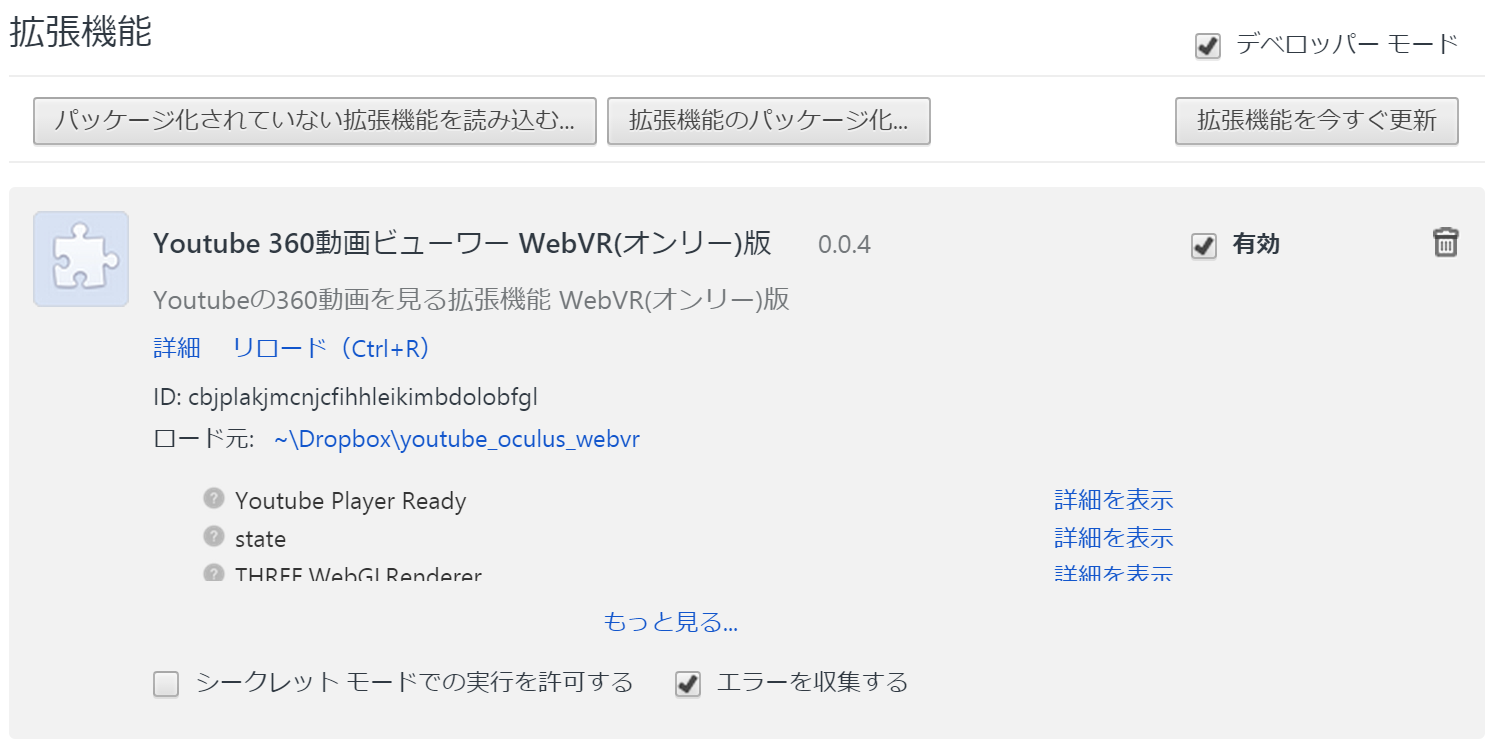 拡張機能
デベロッパー モード
パッケージ化されていない拡張機能を読み込む... 拡張機能のパッケージ化... 拡張機能を今すぐ更新
Youtube 360動画ビューワー WebVR(オンリー)版 0.0.4 有効
Youtubeの360動画を見る拡張機能 WebVR(オンリー)版
詳細 リロード（Ctrl+R）
ID: cbjplakjmcnjcfihhleikimbdolobfgl
ロード元: ~\Dropbox\youtube_oculus_webvr
Youtube Player Ready 詳細を表示
state 詳細を表示
THREE.WebGLRenderer 詳細を表示
もっと見る...
シークレット モードでの実行を許可する エラーを収集する